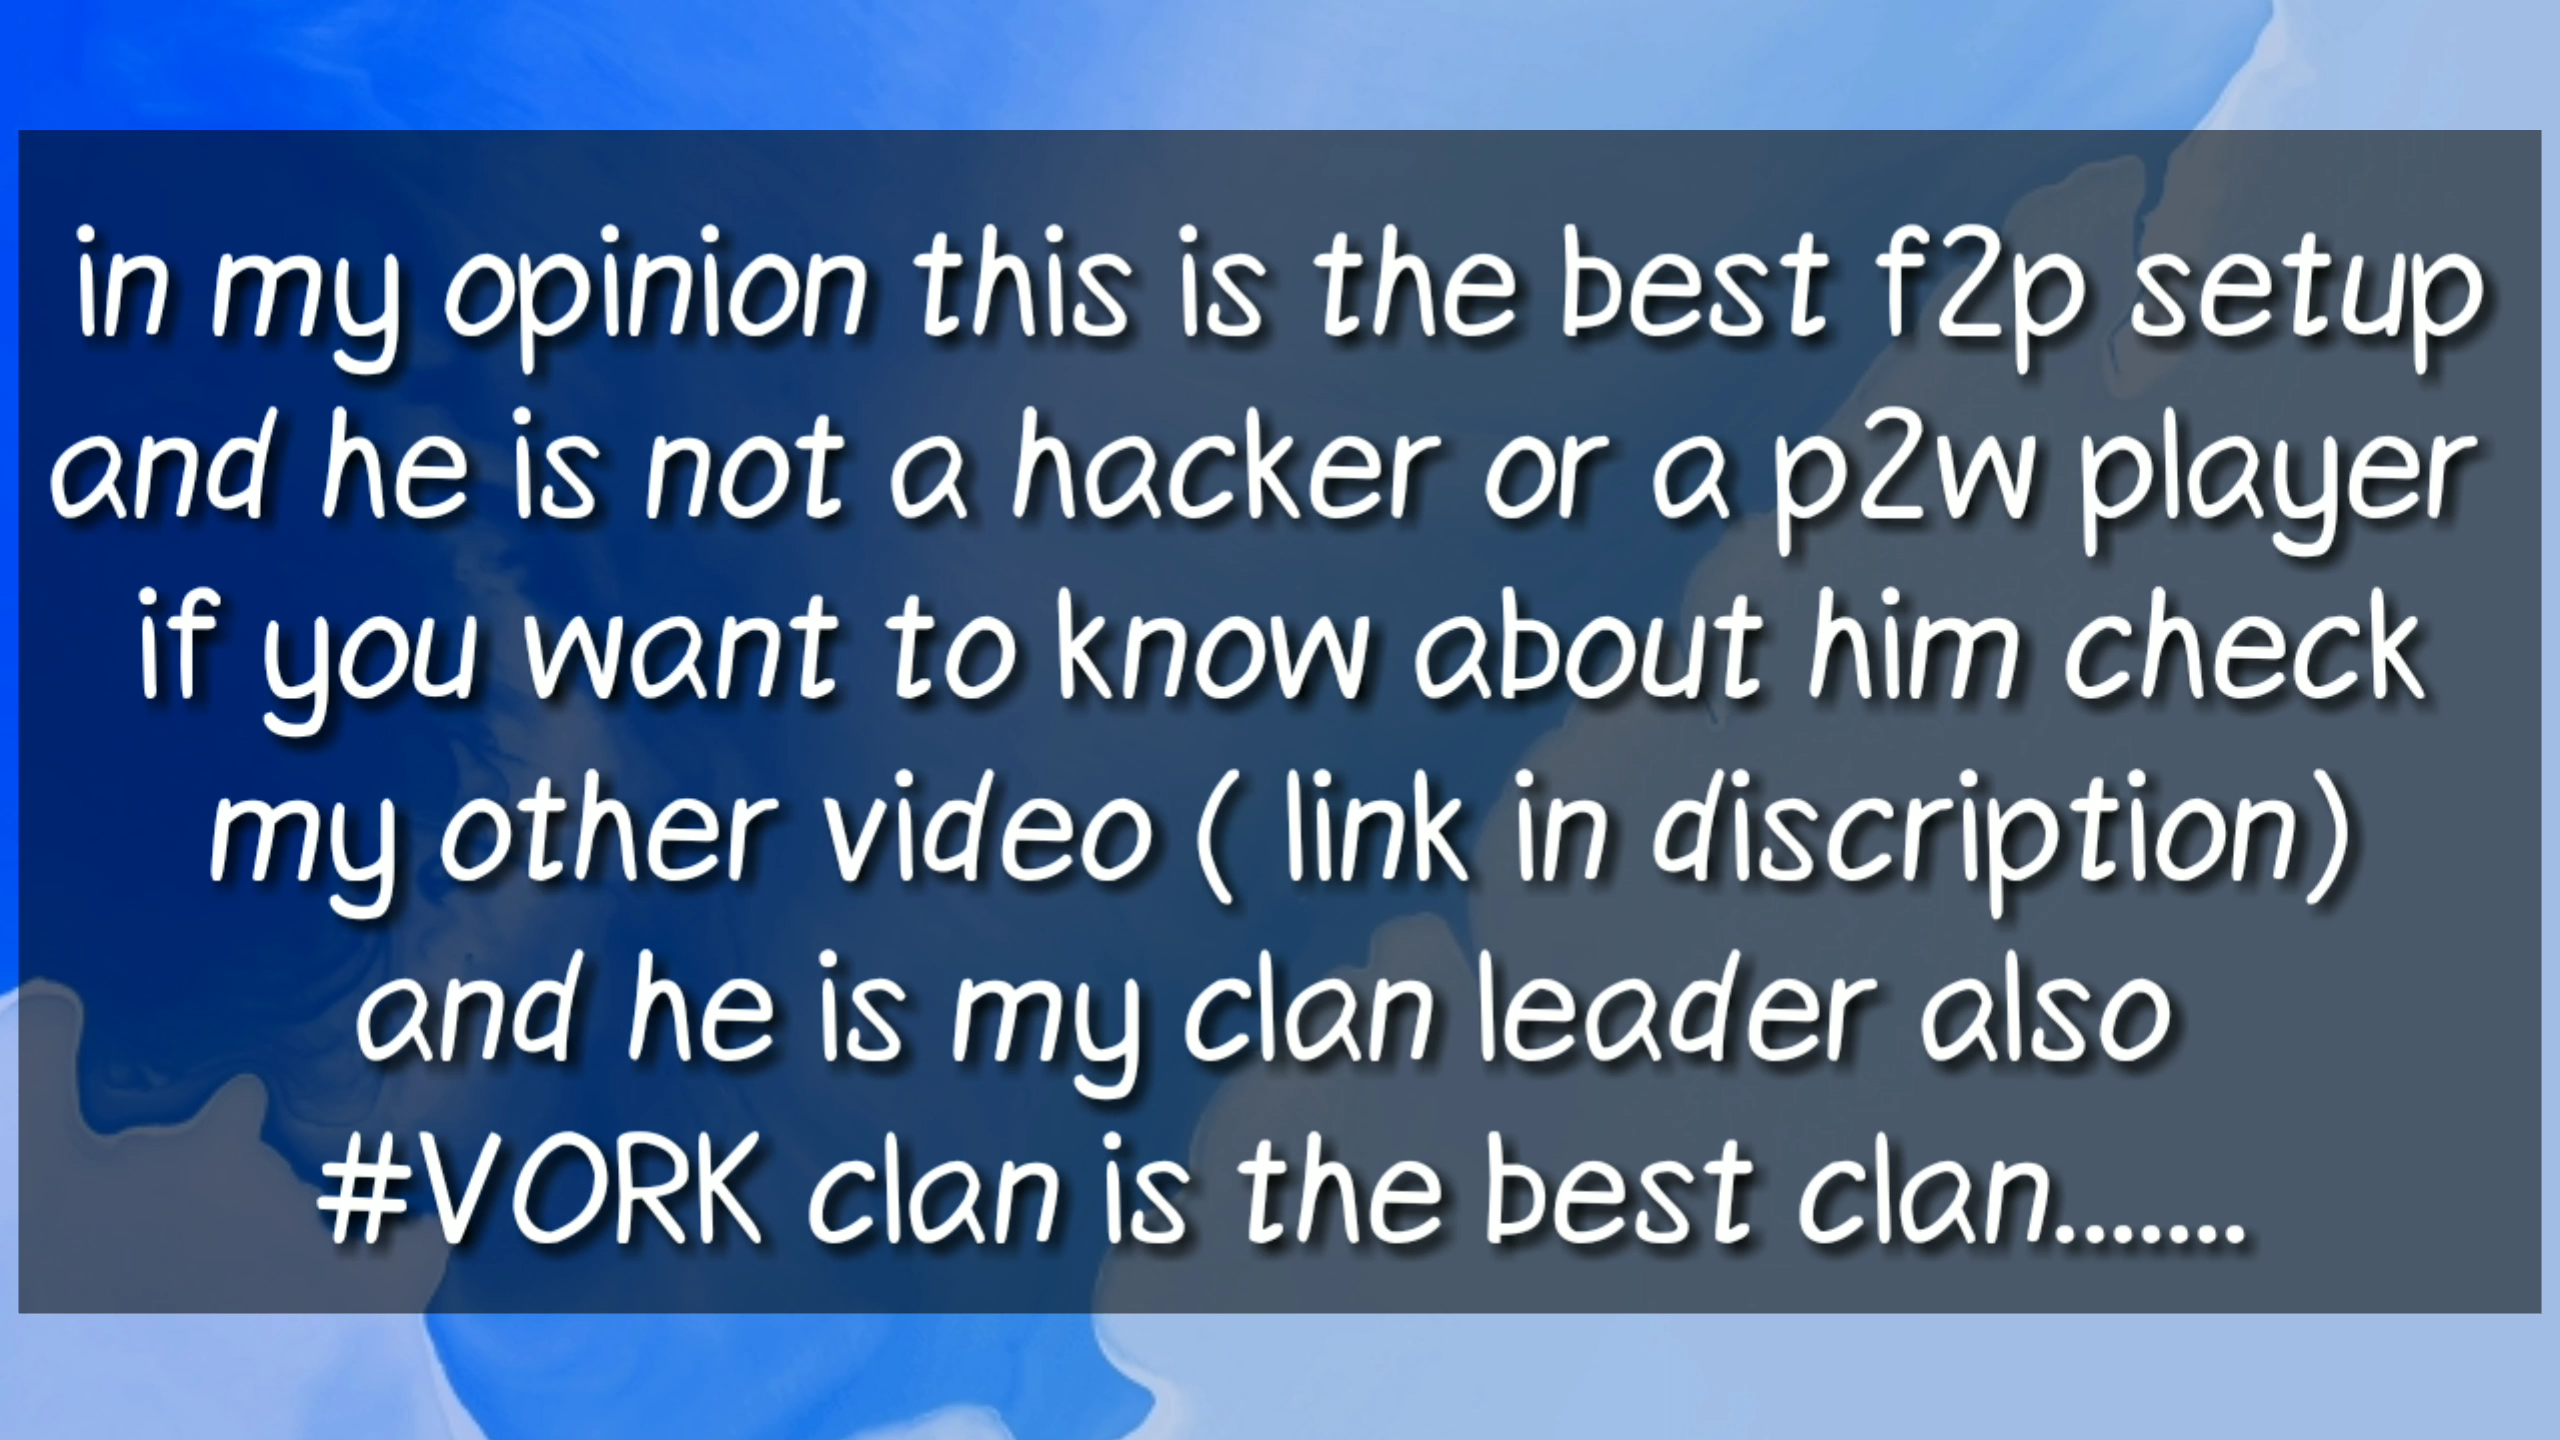 in my opinion this is the best f2p setup
and he is not a hacker or a p2w player
if you want to know about him check
my other video ( link in discription)
and he is my clan leader also
#VORK clan is the best clan.......